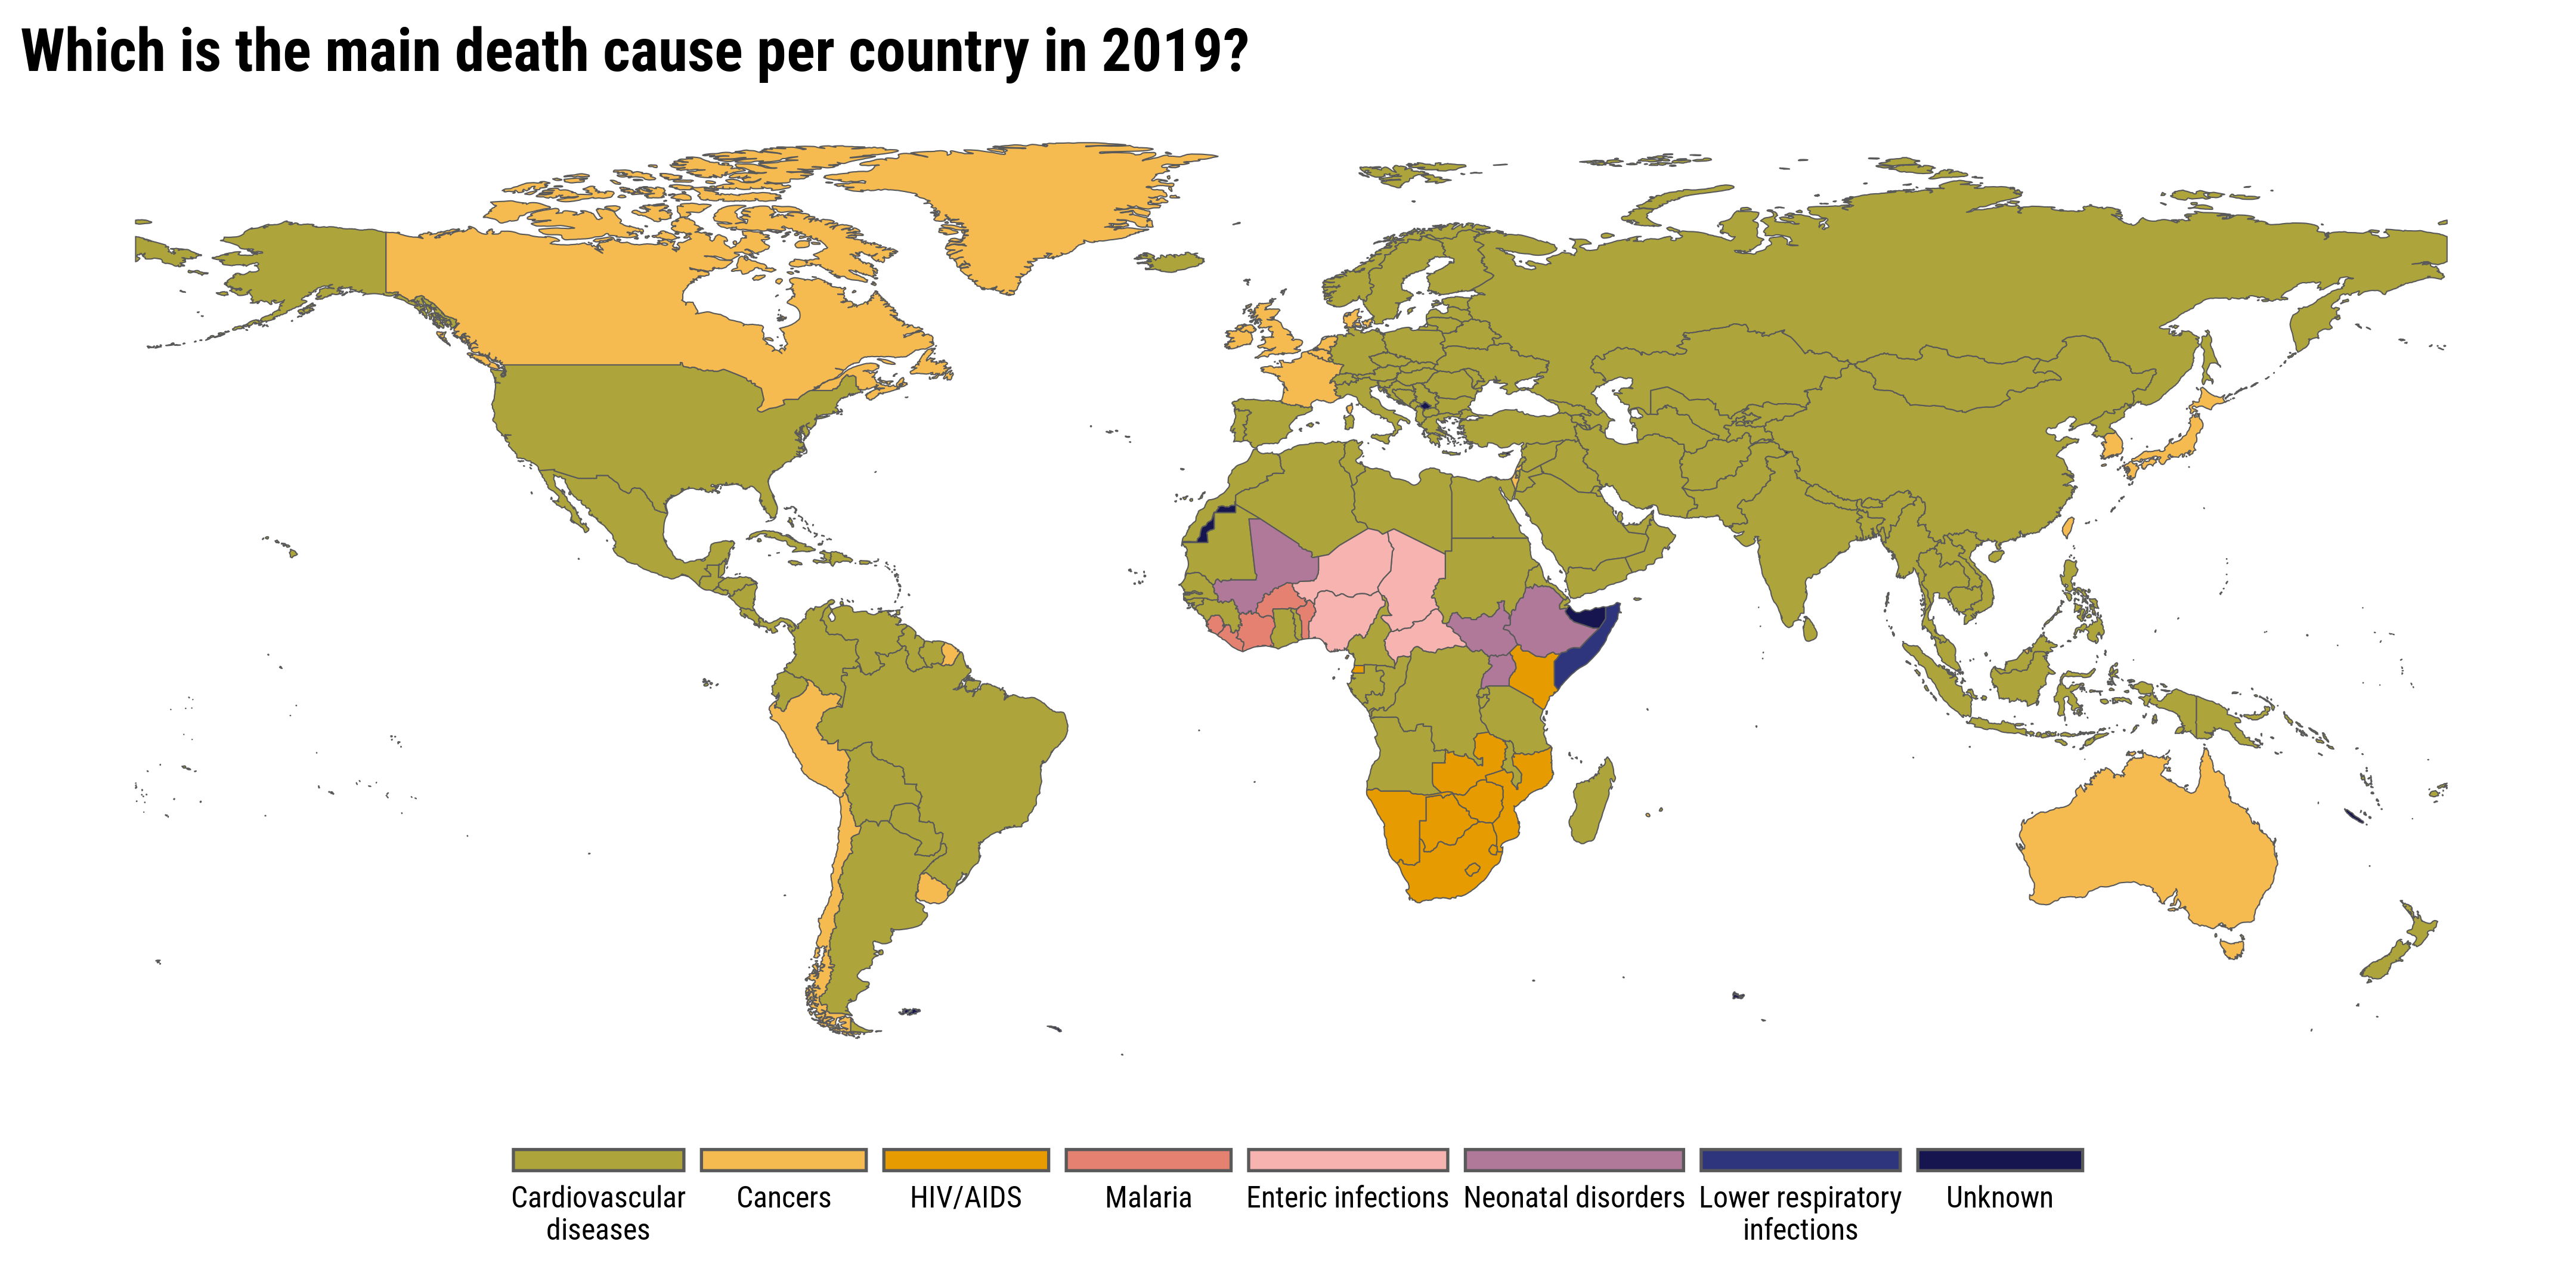 Which is the main death cause per country in 2019?
Cardiovascular
diseases
Cancers
HIV/AIDS
Malaria
Enteric infections
Neonatal disorders
Lower respiratory
infections
Unknown